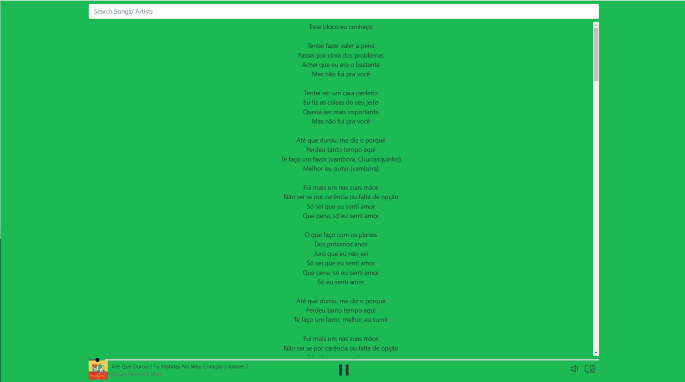 Search Songs/ Artists
Esse bloco eu conheço
Tentei fazer valer a pena
Passei por cima dos problemas
Achei que eu era o bastante
Mas não fui pra você
Tentei ser um cara perfeito
Eu fiz as coisas do seu jeito
Queria ser mais importante
Mas não fui pra você
Até que durou, me diz o porquê
Perdeu tanto tempo aqui
Te faço um favor (vambora, Churrasquinho)
Melhor eu sumir (vambora)
Fui mais um nas suas mãos
Não sei se por carência ou falta de opção
Só sei que eu senti amor
Que pena, só eu senti amor
O que faço com os planos
Dos próximos anos
Juro que eu não sei
Só sei que eu senti amor
Que pena, só eu senti amor
Só eu senti amor
Até que durou, me diz o porquê
Perdeu tanto tempo aqui
Te faço um favor, melhor eu sumir
Fui mais um nas suas mãos
Não sei se por carência ou falta de opção
Até Que Durou / Tu Mandas No Meu Coração / Adorei /